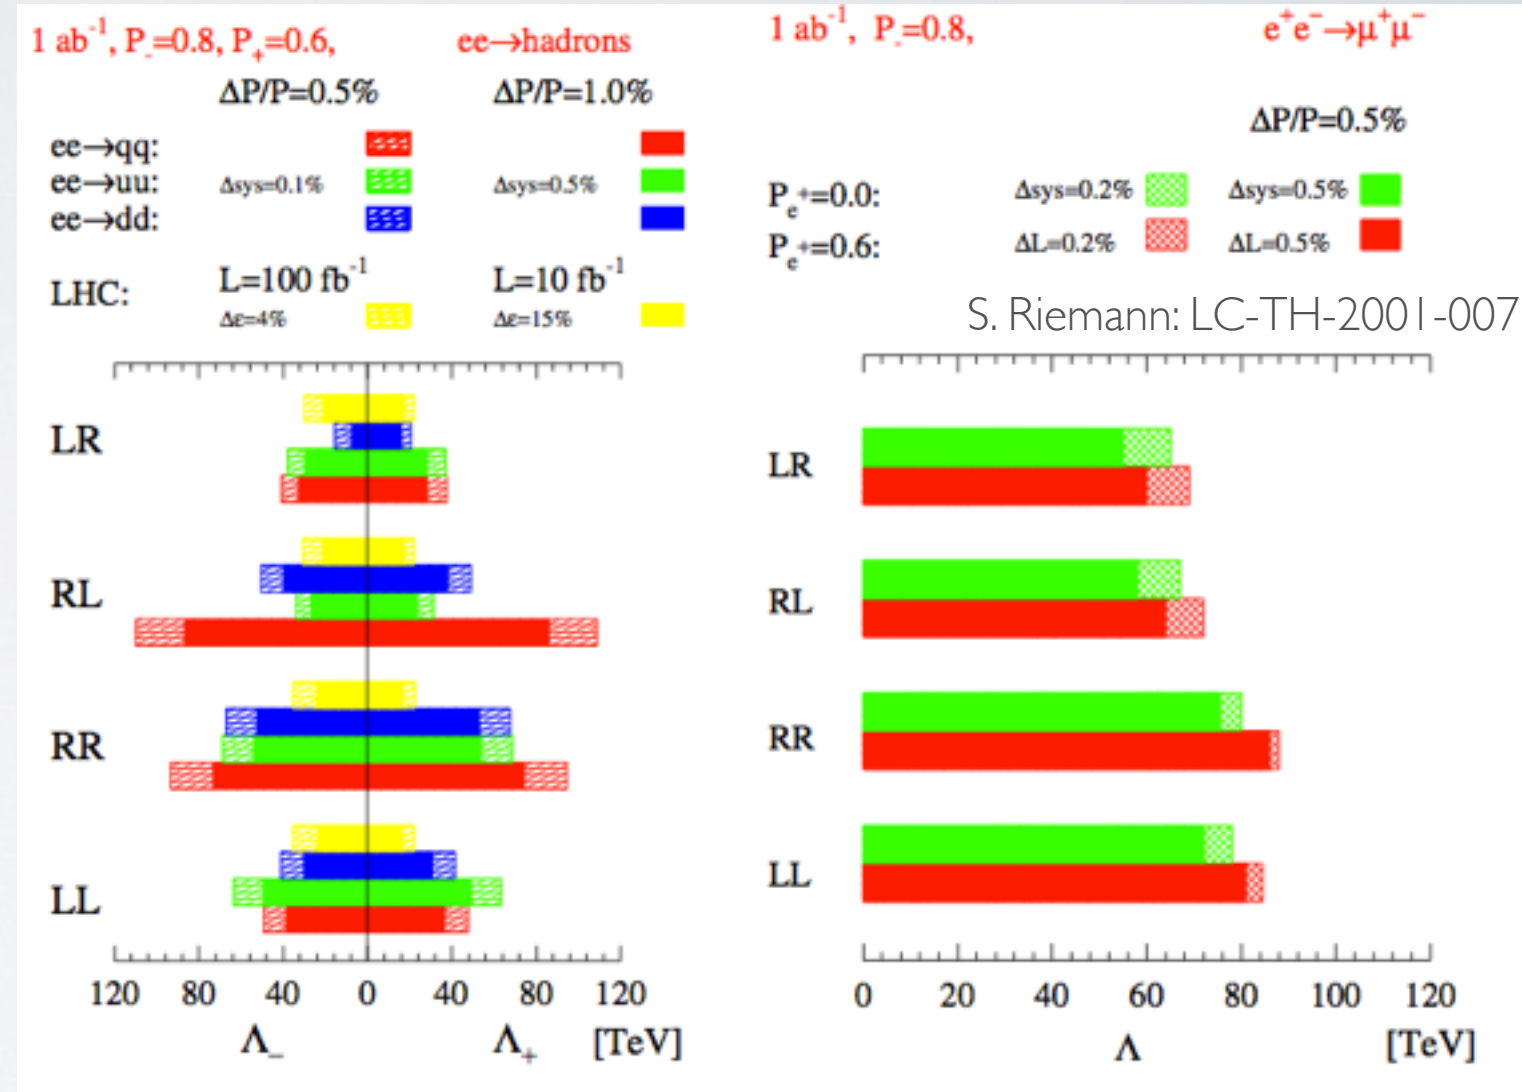 1 ab⁻¹, P₋=0.8, P₊=0.6, ee→hadrons
ΔP/P=0.5% ΔP/P=1.0%
ee→qq:
ee→uu: Δsys=0.1% Δsys=0.5%
ee→dd:
LHC: L=100 fb⁻¹ L=10 fb⁻¹
Δε=4% Δε=15%
LR
RL
RR
LL
120 80 40 0 40 80 120
Λ₋ Λ₊ [TeV]
1 ab⁻¹, P₋=0.8, e⁺e⁻→μ⁺μ⁻
ΔP/P=0.5%
Pₑ⁺=0.0: Δsys=0.2% Δsys=0.5%
Pₑ⁺=0.6: ΔL=0.2% ΔL=0.5%
S. Riemann: LC-TH-2001-007
LR
RL
RR
LL
0 20 40 60 80 100 120
Λ [TeV]